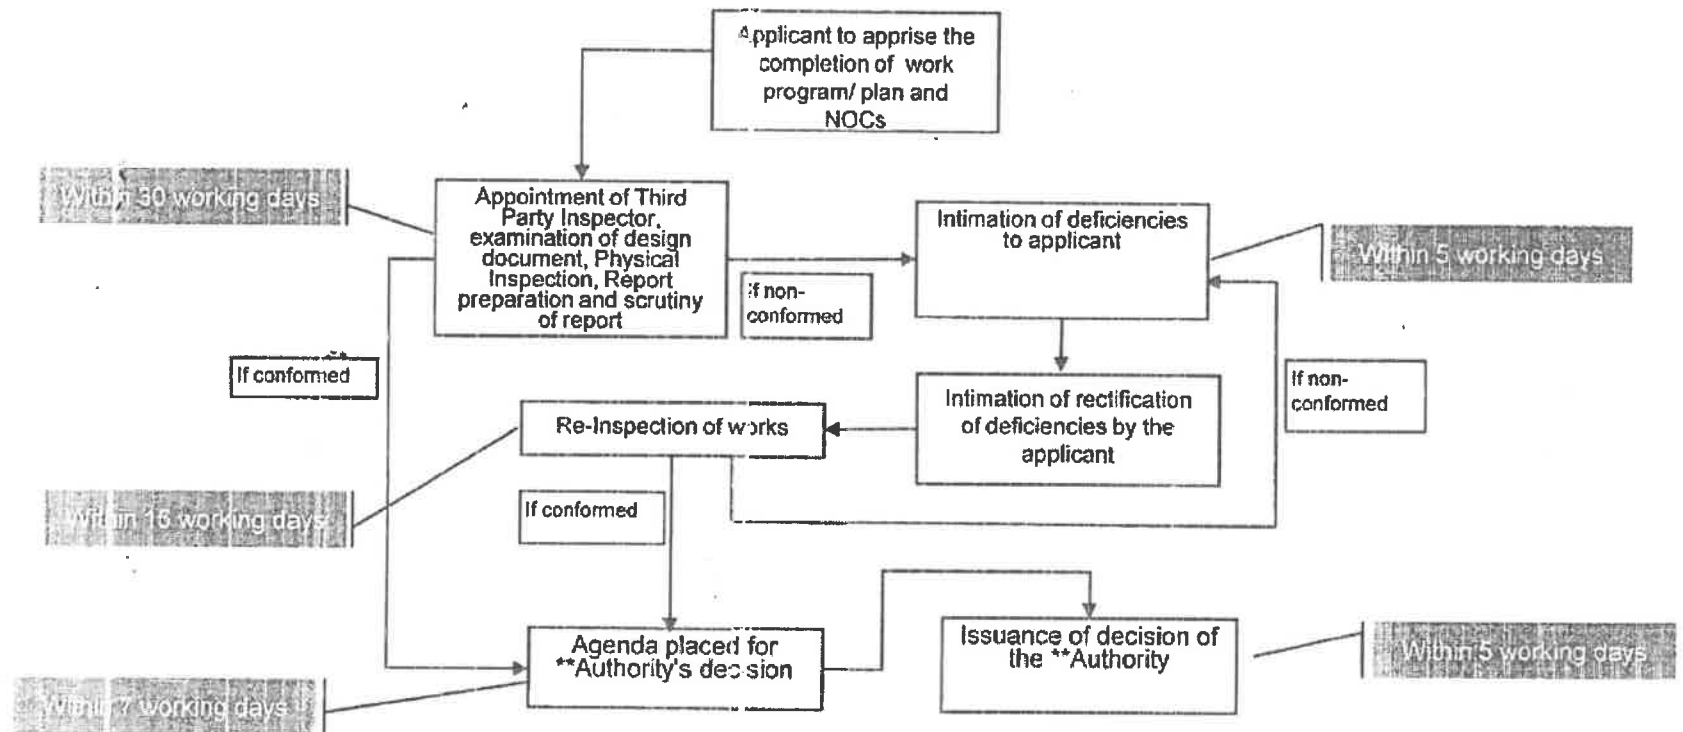 Applicant to apprise the
completion of work
program/ plan and
NOCs
Within 30 working days
Appointment of Third
Party Inspector,
examination of design
document, Physical
Inspection, Report
preparation and scrutiny
of report
Intimation of deficiencies
to applicant
Within 5 working days
If non-
conformed
If conformed
Re-Inspection of works
Intimation of rectification
of deficiencies by the
applicant
If non-
conformed
Within 15 working days
If conformed
Agenda placed for
**Authority's decision
Issuance of decision of
the **Authority
Within 5 working days
Within 7 working days